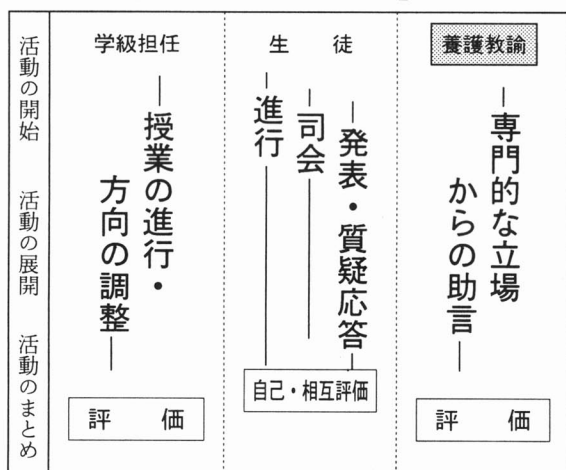 活動の開始
活動の展開
活動のまとめ
学級担任
授業の進行・
方向の調整
評価
生徒
進行
司会
発表・質疑応答
自己・相互評価
養護教諭
専門的な立場
からの助言
評価